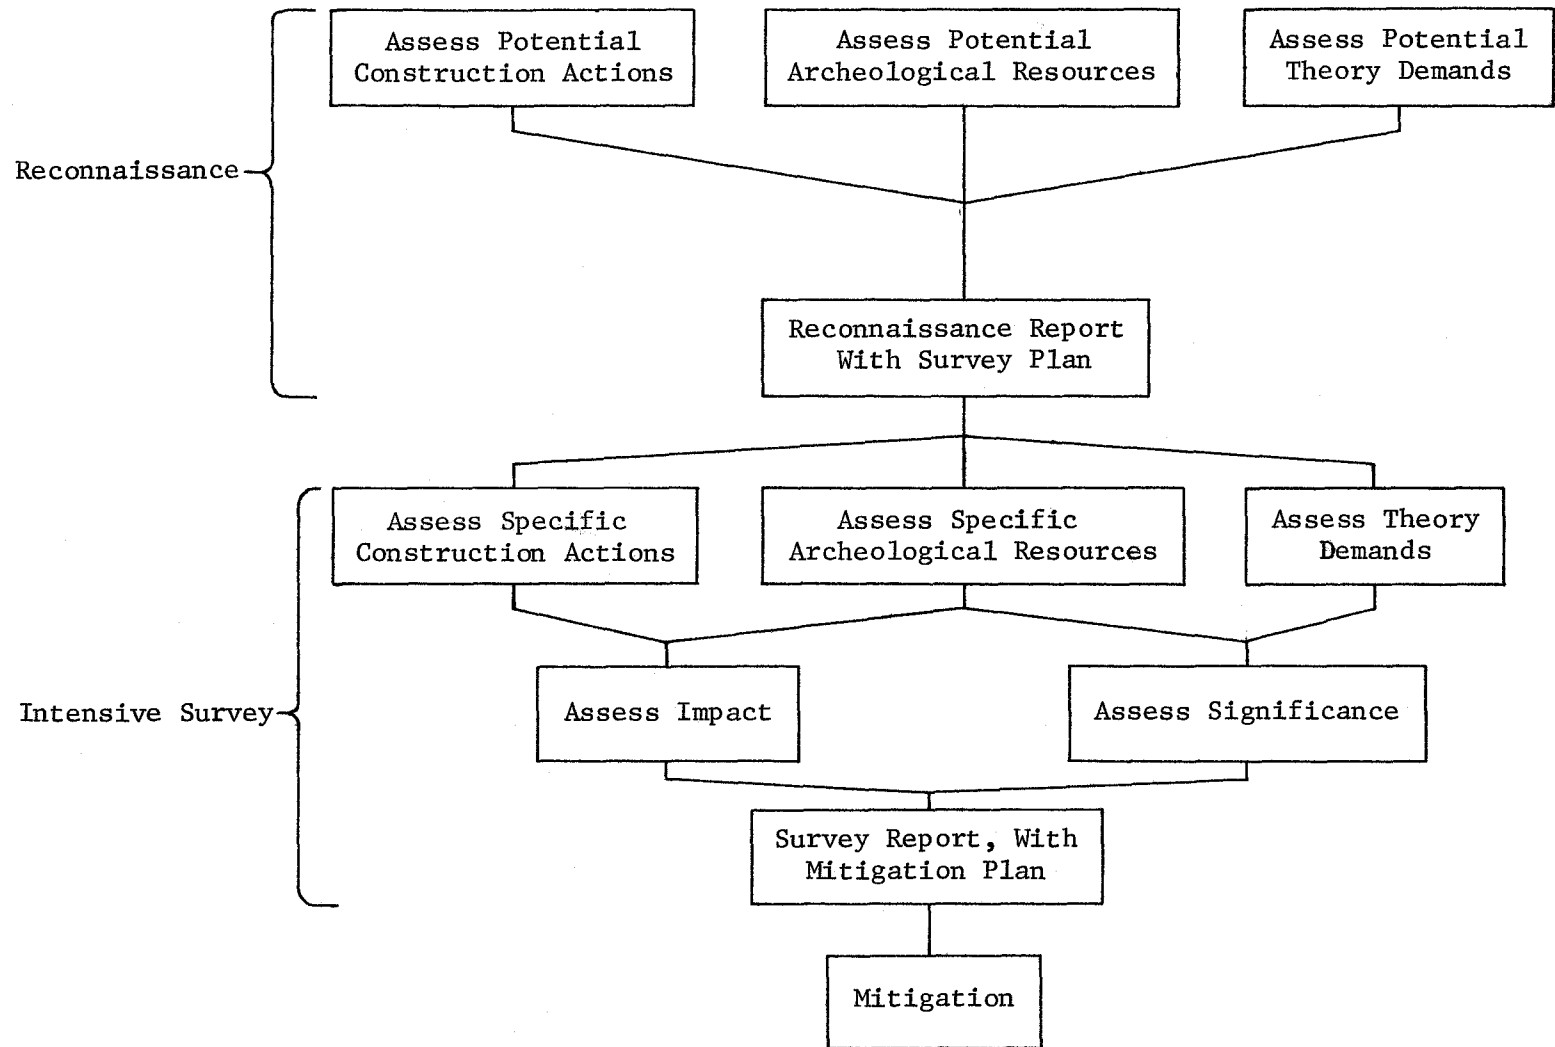 Assess Potential
Construction Actions
Assess Potential
Archeological Resources
Assess Potential
Theory Demands
Reconnaissance
Reconnaissance Report
With Survey Plan
Assess Specific
Construction Actions
Assess Specific
Archeological Resources
Assess Theory
Demands
Intensive Survey
Assess Impact
Assess Significance
Survey Report, With
Mitigation Plan
Mitigation